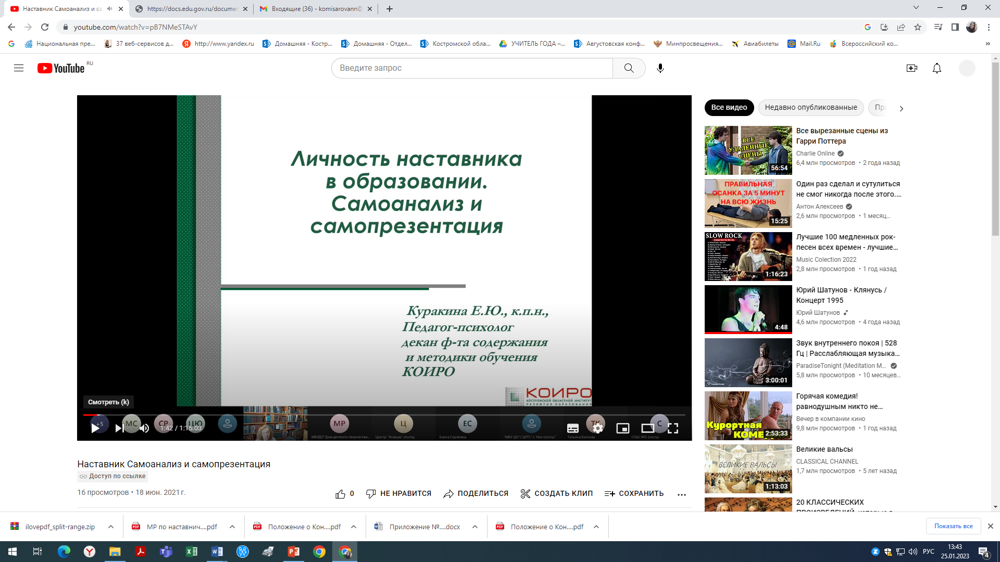 Наставник Самоанализ и са
https://docs.edu.gov.ru/documen
Входящие (36) - komisarovann@
youtube.com/watch?v=pB7NMeSTAvY
Национальная пре...
37 веб-сервисов д...
http://www.yandex.ru
Домашняя - Костр...
Домашняя - Отдел...
Костромской обла...
УЧИТЕЛЬ ГОДА –...
Августовская конф...
Минпросвещения...
Авиабилеты
Mail.Ru
Всероссийский ко...
YouTube RU
Введите запрос
Личность наставника
в образовании.
Самоанализ и
самопрезентация
Куракина Е.Ю., к.п.н.,
Педагог-психолог
декан ф-та содержания
и методики обучения
КОИРО
КОИРО
КОСТРОМСКОЙ ОБЛАСТНОЙ ИНСТИТУТ
РАЗВИТИЯ ОБРАЗОВАНИЯ
Смотреть (k)
+5
МС
СР
ЦЮ
МР
Ц
ЕС
ТК
С
1:42 / 1:15:03
МБУДО"Дом детского творчества...
Центр "Уникум" (гость)
Елена Скрябина
"МБУ ДО \"ЦРТ\" г. Нея (гость)
Татьяна Каткова
СОШ №5 (гость)
Наставник Самоанализ и самопрезентация
Доступ по ссылке
16 просмотров • 18 июн. 2021 г.
0
НЕ НРАВИТСЯ
ПОДЕЛИТЬСЯ
СОЗДАТЬ КЛИП
СОХРАНИТЬ
Все видео
Недавно опубликованные
Про
ВСЕ
УДАЛЕННЫЕ
СЦЕНЫ
56:54
Все вырезанные сцены из
Гарри Поттера
Charlie Online
6,4 млн просмотров • 2 года назад
ПРАВИЛЬНАЯ
ОСАНКА ЗА 5 МИНУТ
НА ВСЮ ЖИЗНЬ
15:25
Один раз сделал и сутулиться
не смог никогда после этого....
Антон Алексеев
2,6 млн просмотров • 1 месяц...
SLOW ROCK
1:16:23
Лучшие 100 медленных рок-
песен всех времен - лучшие...
Music Colection 2022
2,8 млн просмотров • 1 год назад
4:48
Юрий Шатунов - Клянусь /
Концерт 1995
Юрий Шатунов
4,6 млн просмотров • 4 года назад
3:00:01
Звук внутреннего покоя | 528
Гц | Расслабляющая музыка...
ParadiseTonight (Meditation M...
5,8 млн просмотров • 10 месяцев...
Курортная
КОМЕД
2:53:33
Горячая комедия!
равнодушным никто не...
Вечер в компании кино
9,8 млн просмотров • 1 год назад
ВЕЛИКИЕ ВАЛЬСЫ
1:13:03
Великие вальсы
CLASSICAL CHANNEL
1,7 млн просмотров • 5 лет назад
20 КЛАССИЧЕСКИХ
ilovepdf_split-range.zip
МР по наставнич....pdf
Положение о Кон....pdf
Приложение №....docx
Положение о Кон....pdf
Показать все
РУС
13:43
25.01.2023
4